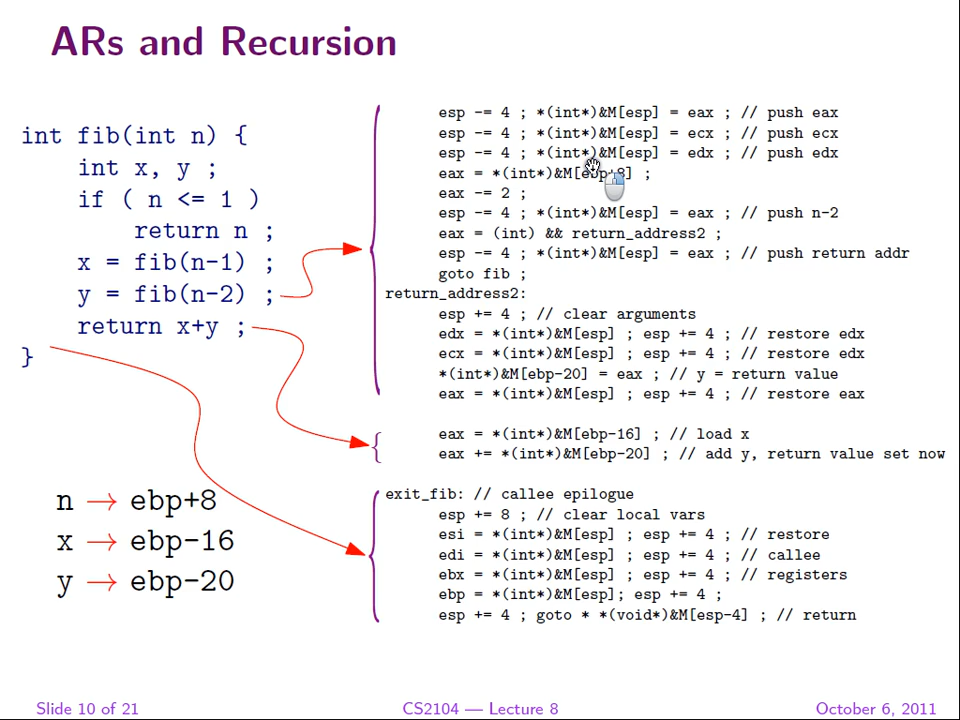 ARs and Recursion
int fib(int n) {
int x, y ;
if ( n <= 1 )
return n ;
x = fib(n-1) ;
y = fib(n-2) ;
return x+y ;
}
n → ebp+8
x → ebp-16
y → ebp-20
esp -= 4 ; *(int*)&M[esp] = eax ; // push eax
esp -= 4 ; *(int*)&M[esp] = ecx ; // push ecx
esp -= 4 ; *(int*)&M[esp] = edx ; // push edx
eax = *(int*)&M[ebp+8] ;
eax -= 2 ;
esp -= 4 ; *(int*)&M[esp] = eax ; // push n-2
eax = (int) && return_address2 ;
esp -= 4 ; *(int*)&M[esp] = eax ; // push return addr
goto fib ;
return_address2:
esp += 4 ; // clear arguments
edx = *(int*)&M[esp] ; esp += 4 ; // restore edx
ecx = *(int*)&M[esp] ; esp += 4 ; // restore edx
*(int*)&M[ebp-20] = eax ; // y = return value
eax = *(int*)&M[esp] ; esp += 4 ; // restore eax
eax = *(int*)&M[ebp-16] ; // load x
eax += *(int*)&M[ebp-20] ; // add y, return value set now
exit_fib: // callee epilogue
esp += 8 ; // clear local vars
esi = *(int*)&M[esp] ; esp += 4 ; // restore
edi = *(int*)&M[esp] ; esp += 4 ; // callee
ebx = *(int*)&M[esp] ; esp += 4 ; // registers
ebp = *(int*)&M[esp]; esp += 4 ;
esp += 4 ; goto * *(void*)&M[esp-4] ; // return
Slide 10 of 21
CS2104 — Lecture 8
October 6, 2011